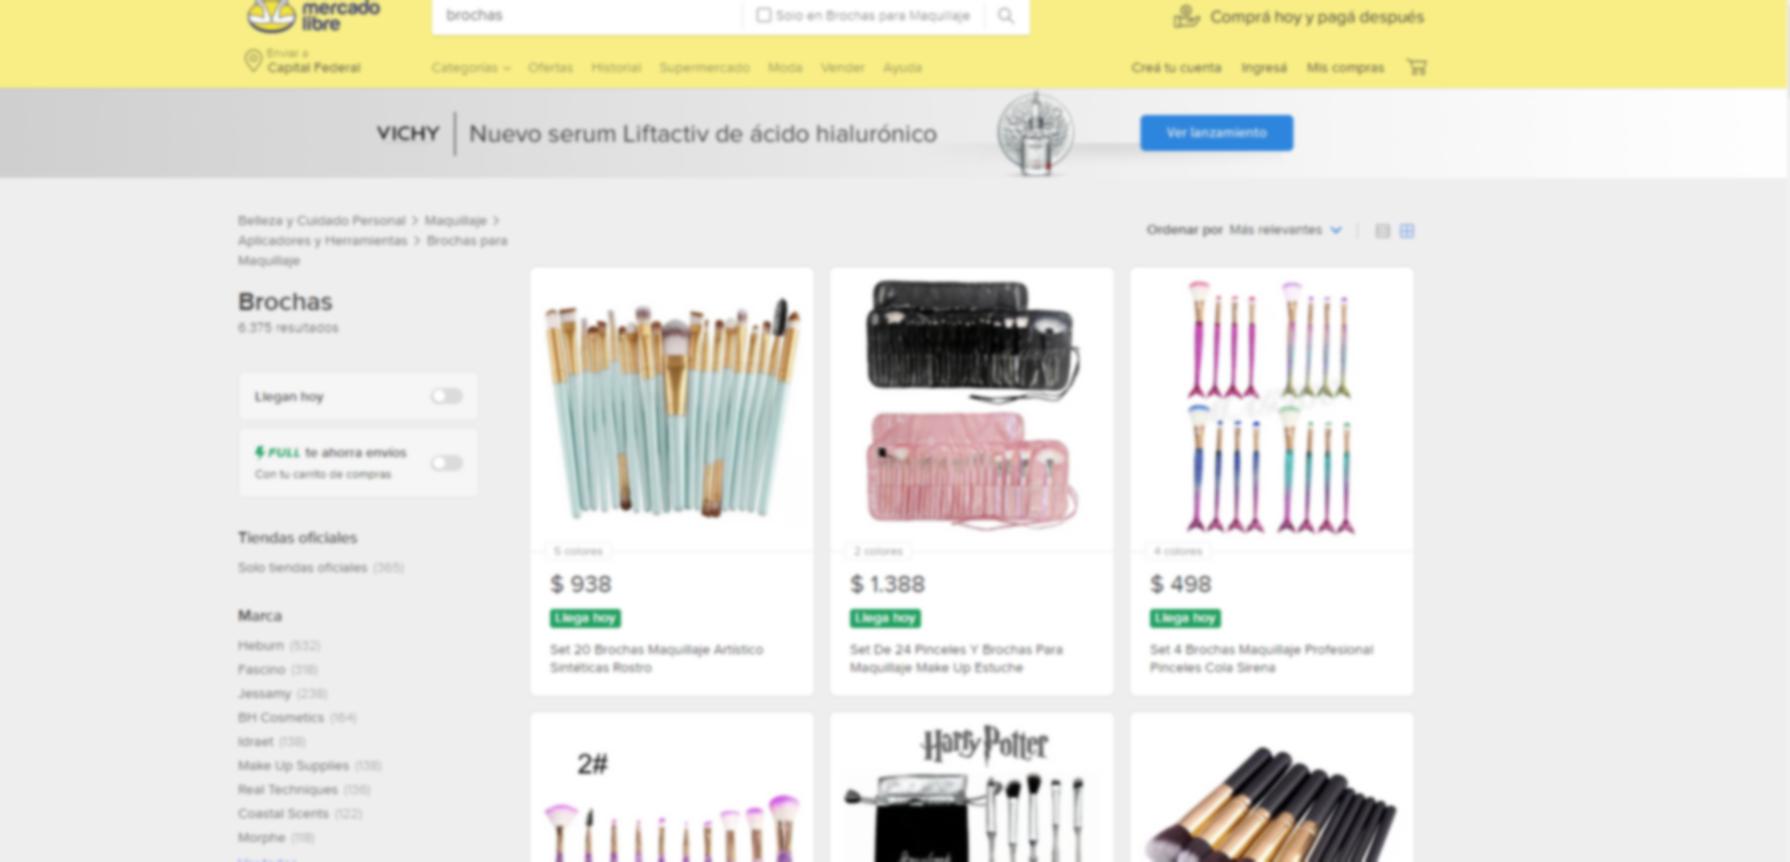 mercado
libre
brochas
Solo en Brochas para Maquillaje
Comprá hoy y pagá después
Enviar a
Capital Federal
Categorías
Ofertas
Historial
Supermercado
Moda
Vender
Ayuda
Creá tu cuenta
Ingresá
Mis compras
VICHY
Nuevo serum Liftactiv de ácido hialurónico
Ver lanzamiento
Belleza y Cuidado Personal > Maquillaje >
Aplicadores y Herramientas > Brochas para
Maquillaje
Ordenar por Más relevantes
Brochas
6.375 resultados
Llegan hoy
FULL te ahorra envíos
Con tu carrito de compras
Tiendas oficiales
Solo tiendas oficiales (365)
Marca
Heburn (532)
Fascino (318)
Jessamy (238)
BH Cosmetics (164)
Idraet (138)
Make Up Supplies (138)
Real Techniques (136)
Coastal Scents (122)
Morphe (118)
5 colores
$ 938
Llega hoy
Set 20 Brochas Maquillaje Artístico
Sintéticas Rostro
2 colores
$ 1.388
Llega hoy
Set De 24 Pinceles Y Brochas Para
Maquillaje Make Up Estuche
4 colores
$ 498
Llega hoy
Set 4 Brochas Maquillaje Profesional
Pinceles Cola Sirena
2#
Harry Potter